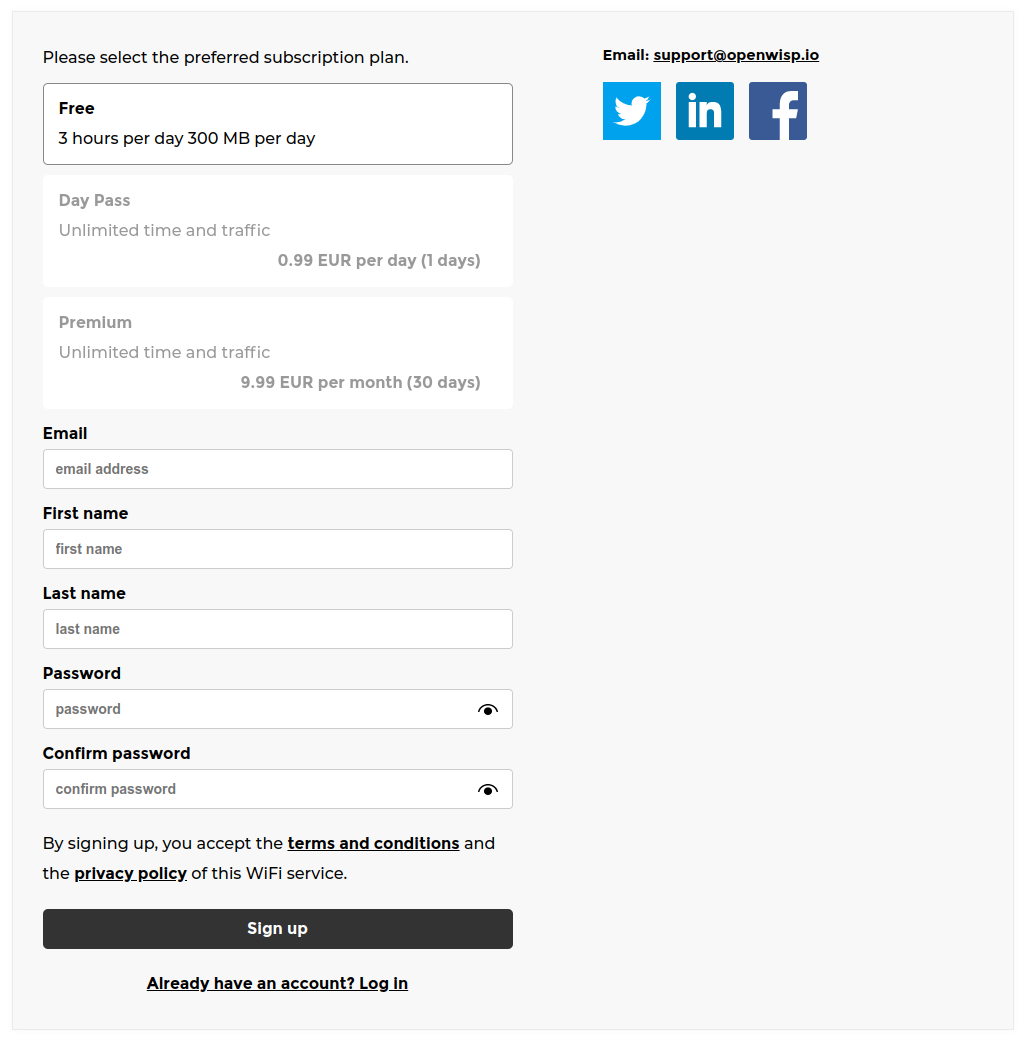 Please select the preferred subscription plan.
Free
3 hours per day 300 MB per day
Day Pass
Unlimited time and traffic
0.99 EUR per day (1 days)
Premium
Unlimited time and traffic
9.99 EUR per month (30 days)
Email
email address
First name
first name
Last name
last name
Password
password
Confirm password
confirm password
By signing up, you accept the terms and conditions and
the privacy policy of this WiFi service.
Sign up
Already have an account? Log in
Email: support@openwisp.io
in
f